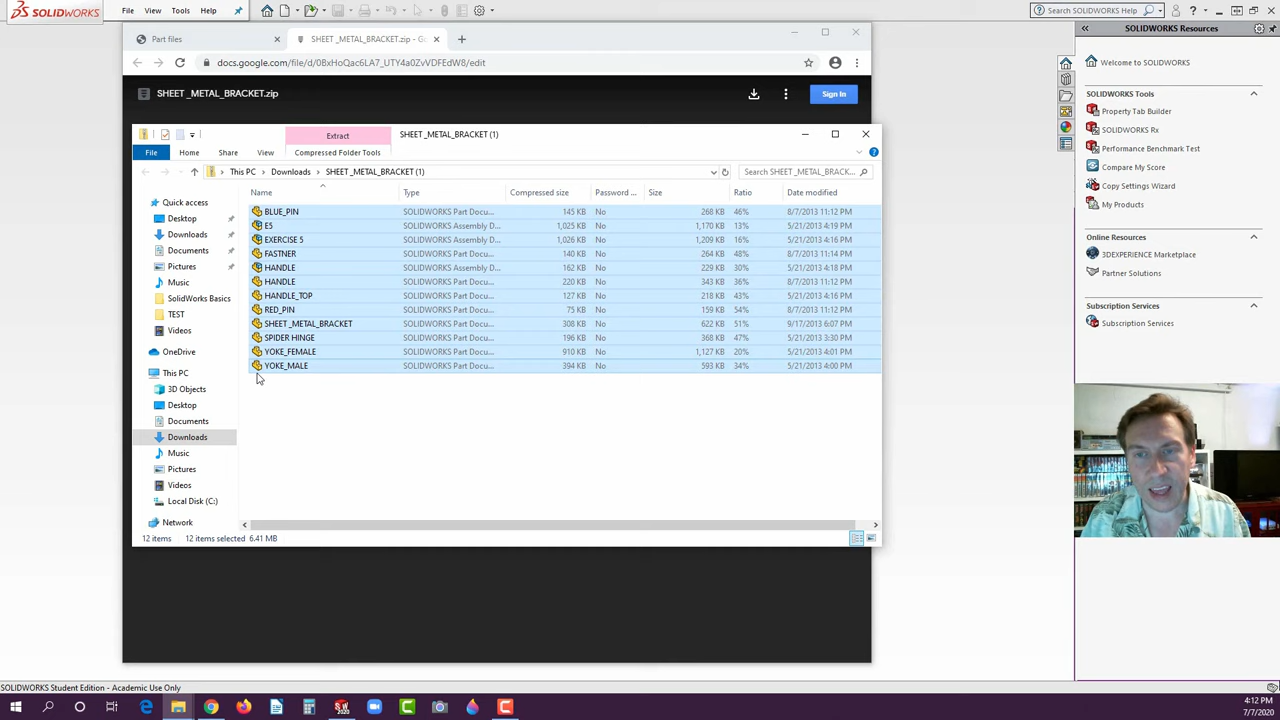 SOLIDWORKS File View Tools Help Search SOLIDWORKS Help
Part files SHEET _METAL_BRACKET.zip - Go
docs.google.com/file/d/0BxHoQac6LA7_UTY4a0ZvVDFEdW8/edit
SHEET _METAL_BRACKET.zip Sign In
Extract SHEET_METAL_BRACKET (1)
File Home Share View Compressed Folder Tools
This PC Downloads SHEET_METAL_BRACKET (1) Search SHEET_METAL_BRACK...
Name Type Compressed size Password ... Size Ratio Date modified
BLUE_PIN SOLIDWORKS Part Docu... 145 KB No 268 KB 46% 8/7/2013 11:12 PM
E5 SOLIDWORKS Assembly D... 1,025 KB No 1,170 KB 13% 5/21/2013 4:19 PM
EXERCISE 5 SOLIDWORKS Assembly D... 1,026 KB No 1,209 KB 16% 5/21/2013 4:16 PM
FASTNER SOLIDWORKS Part Docu... 140 KB No 264 KB 48% 8/7/2013 11:14 PM
HANDLE SOLIDWORKS Assembly D... 162 KB No 229 KB 30% 5/21/2013 4:18 PM
HANDLE SOLIDWORKS Part Docu... 220 KB No 343 KB 36% 8/7/2013 11:12 PM
HANDLE_TOP SOLIDWORKS Part Docu... 127 KB No 218 KB 43% 5/21/2013 4:16 PM
RED_PIN SOLIDWORKS Part Docu... 75 KB No 159 KB 54% 8/7/2013 11:12 PM
SHEET _METAL_BRACKET SOLIDWORKS Part Docu... 308 KB No 622 KB 51% 9/17/2013 6:07 PM
SPIDER HINGE SOLIDWORKS Part Docu... 196 KB No 368 KB 47% 5/21/2013 3:30 PM
YOKE_FEMALE SOLIDWORKS Part Docu... 910 KB No 1,127 KB 20% 5/21/2013 4:01 PM
YOKE_MALE SOLIDWORKS Part Docu... 394 KB No 593 KB 34% 5/21/2013 4:00 PM
Quick access
Desktop
Downloads
Documents
Pictures
Music
SolidWorks Basics
TEST
Videos
OneDrive
This PC
3D Objects
Desktop
Documents
Downloads
Music
Pictures
Videos
Local Disk (C:)
Network
12 items 12 items selected 6.41 MB
SOLIDWORKS Resources
Welcome to SOLIDWORKS
SOLIDWORKS Tools
Property Tab Builder
SOLIDWORKS Rx
Performance Benchmark Test
Compare My Score
Copy Settings Wizard
My Products
Online Resources
3DEXPERIENCE Marketplace
Partner Solutions
Subscription Services
Subscription Services
SOLIDWORKS Student Edition - Academic Use Only
4:12 PM
7/7/2020